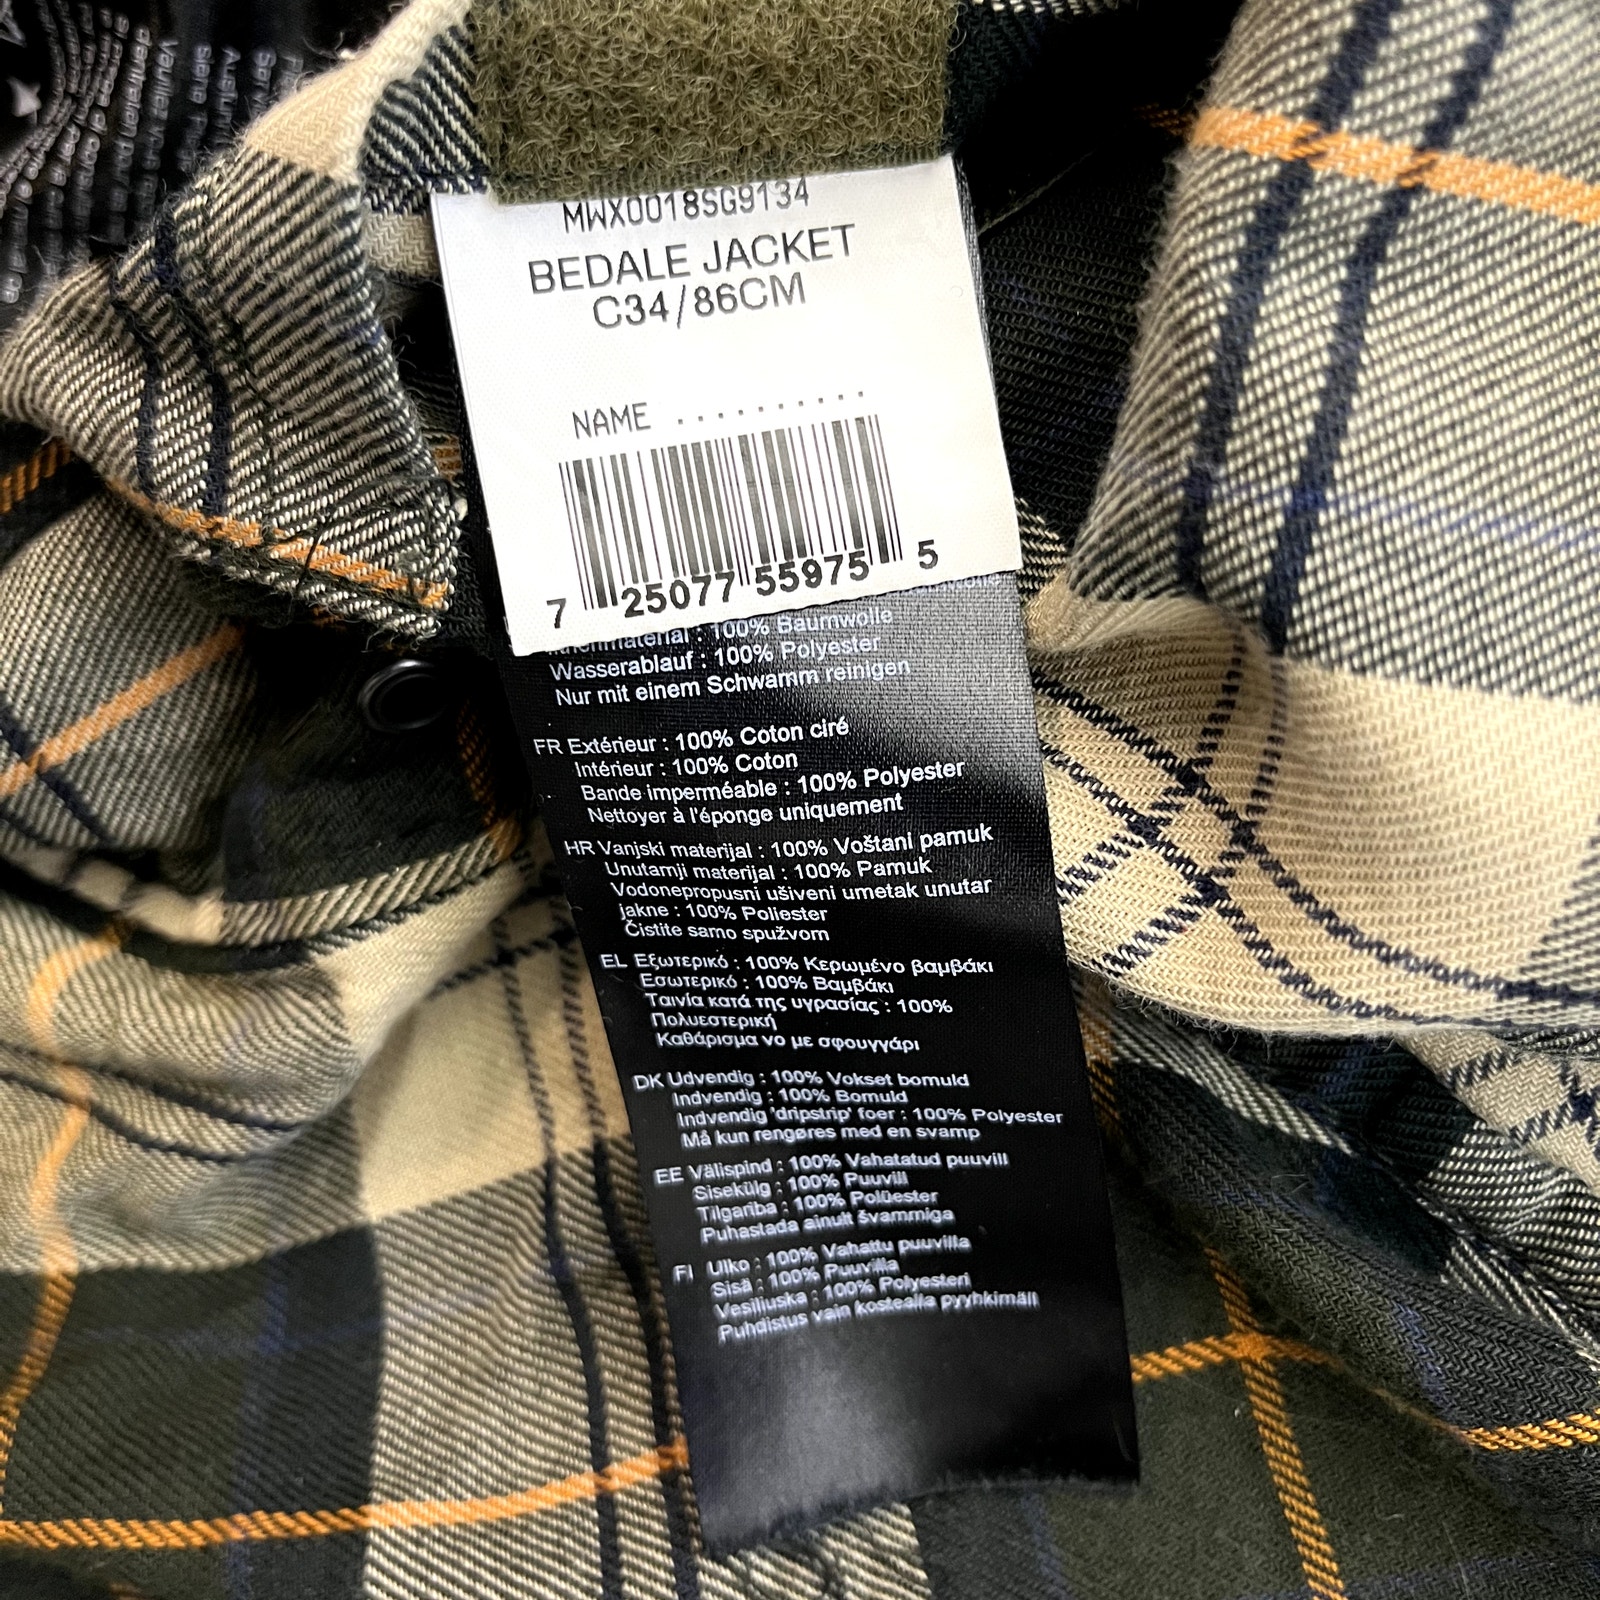 MWX0018SG9134
BEDALE JACKET
C34/86CM
NAME ..........
7 25077 55975 5
: 100% Baumwolle
Wasserablauf : 100% Polyester
Nur mit einem Schwamm reinigen
FR Extérieur : 100% Coton ciré
Intérieur : 100% Coton
Bande imperméable : 100% Polyester
Nettoyer à l'éponge uniquement
HR Vanjski materijal : 100% Voštani pamuk
Unutarnji materijal : 100% Pamuk
Vodonepropusni ušiveni umetak unutar
jakne : 100% Poliester
Čistite samo spužvom
EL Εξωτερικό : 100% Κερωμένο βαμβάκι
Εσωτερικό : 100% Βαμβάκι
Ταινία κατά της υγρασίας : 100%
Πολυεστερική
Καθάρισμα νο με σφουγγάρι
DK Udvendig : 100% Vokset bomuld
Indvendig : 100% Bomuld
Indvendig 'dripstrip' foer : 100% Polyester
Må kun rengøres med en svamp
EE Välispind : 100% Vahatatud puuvill
Sisekülg : 100% Puuvill
Tilgariba : 100% Polüester
Puhastada ainult švammiga
FI Ulko : 100% Vahattu puuvilla
Sisä : 100% Puuvilla
Vesiliuska : 100% Polyesteri
Puhdistus vain kostealla pyyhkimäll